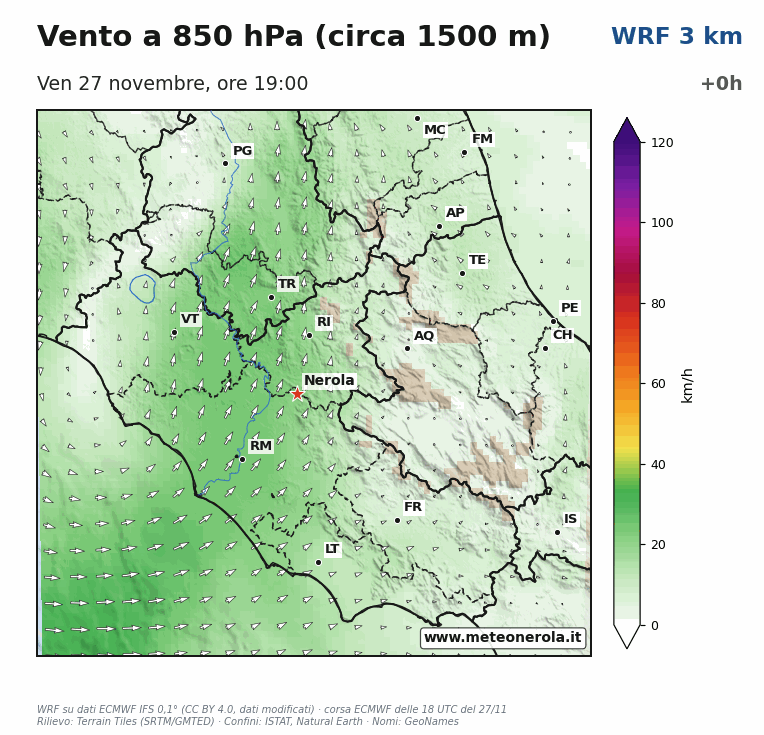 Vento a 850 hPa (circa 1500 m)
WRF 3 km
Ven 27 novembre, ore 19:00
+0h
MC
FM
PG
AP
TE
TR
PE
VT
RI
AQ
CH
Nerola
RM
FR
IS
LT
www.meteonerola.it
120
100
80
60
40
20
0
km/h
WRF su dati ECMWF IFS 0,1° (CC BY 4.0, dati modificati) · corsa ECMWF delle 18 UTC del 27/11
Rilievo: Terrain Tiles (SRTM/GMTED) · Confini: ISTAT, Natural Earth · Nomi: GeoNames